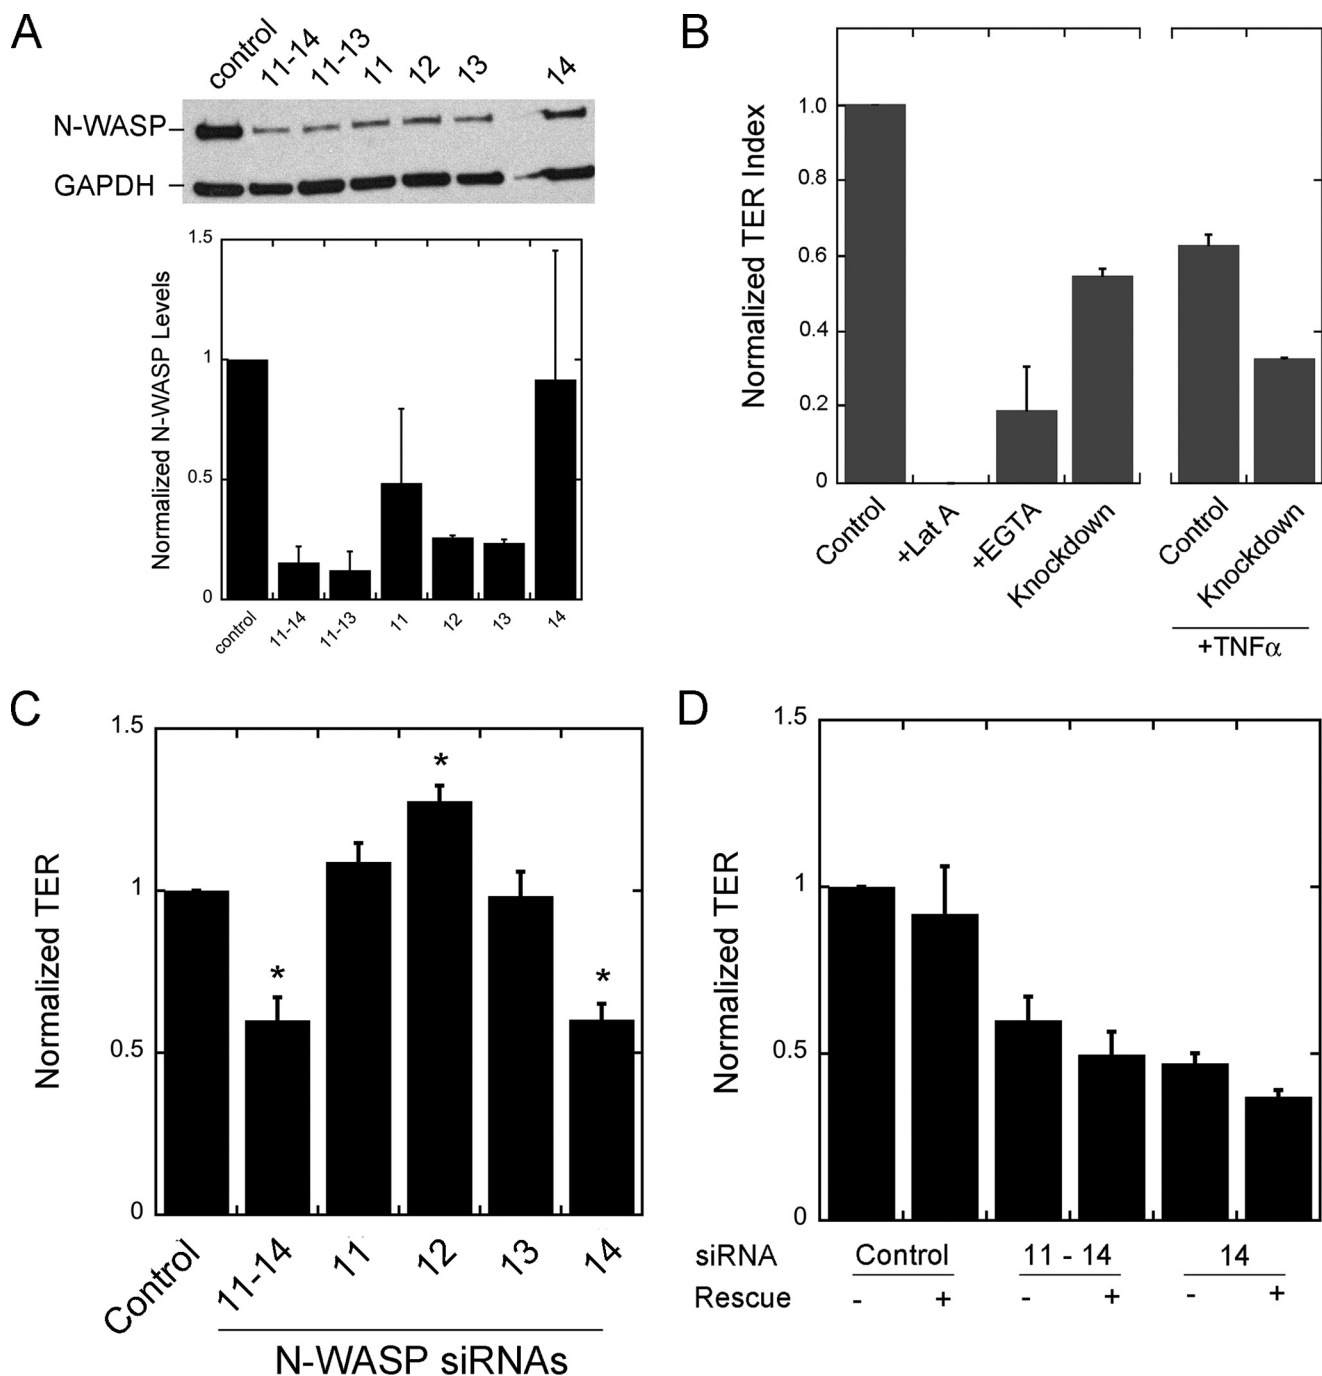 A
control 11-14 11-13 11 12 13 14
N-WASP
GAPDH
Normalized N-WASP Levels
1.5
1
0.5
0
control 11-14 11-13 11 12 13 14
B
Normalized TER Index
1.0
0.8
0.6
0.4
0.2
0
Control +Lat A +EGTA Knockdown Control Knockdown
+TNFα
C
Normalized TER
1.5
1
0.5
0
* * *
Control 11-14 11 12 13 14
N-WASP siRNAs
D
Normalized TER
1.5
1
0.5
0
siRNA Control 11 - 14 14
Rescue - + - + - +